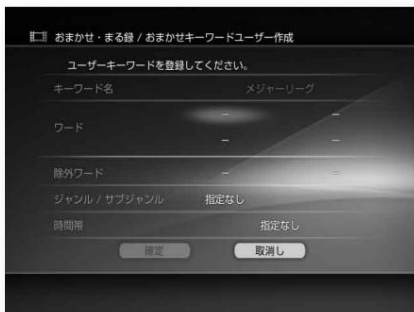 おまかせ・まる録 / おまかせキーワードユーザー作成
ユーザーキーワードを登録してください。
キーワード名 メジャーリーグ
ワード
– –
– –
除外ワード – –
ジャンル / サブジャンル 指定なし
時間帯 指定なし
確定 取消し